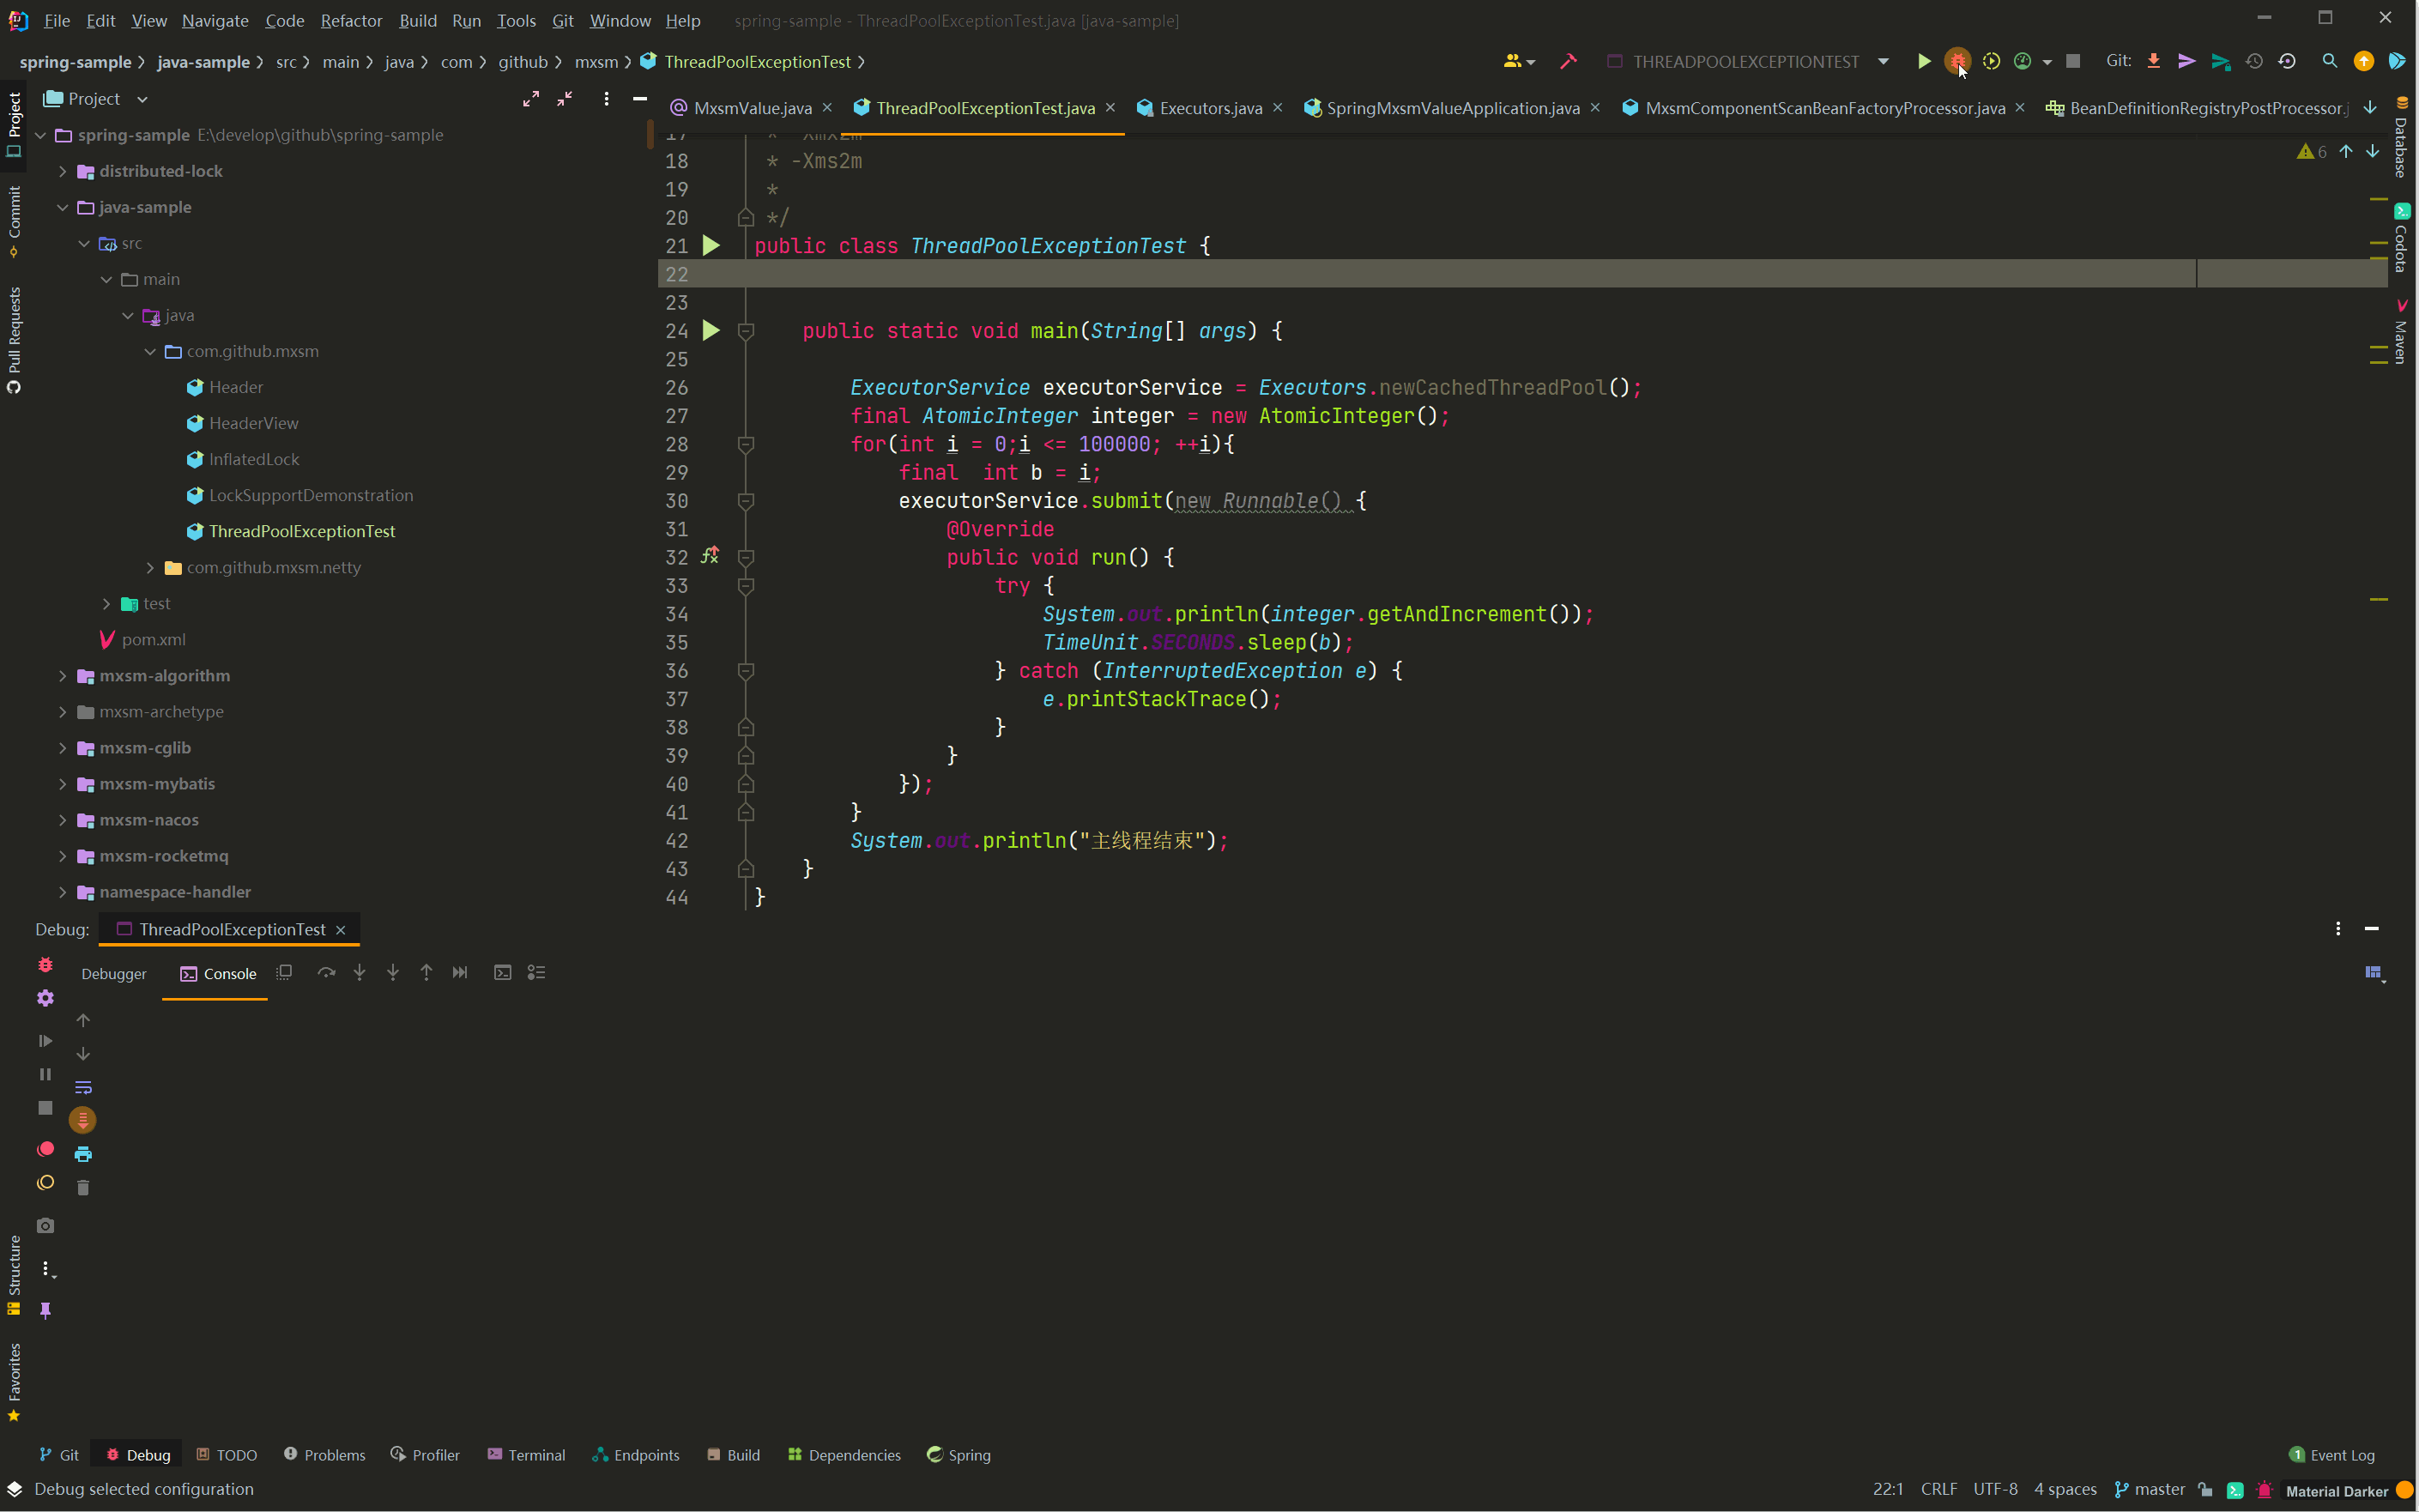 File Edit View Navigate Code Refactor Build Run Tools Git Window Help spring-sample - ThreadPoolExceptionTest.java [java-sample]
spring-sample java-sample src main java com github mxsm ThreadPoolExceptionTest THREADPOOLEXCEPTIONTEST Git:
Project
MxsmValue.java ThreadPoolExceptionTest.java Executors.java SpringMxsmValueApplication.java MxsmComponentScanBeanFactoryProcessor.java BeanDefinitionRegistryPostProcessor.j
Project
Commit
Pull Requests
Structure
Favorites
spring-sample E:\develop\github\spring-sample
distributed-lock
java-sample
src
main
java
com.github.mxsm
Header
HeaderView
InflatedLock
LockSupportDemonstration
ThreadPoolExceptionTest
com.github.mxsm.netty
test
pom.xml
mxsm-algorithm
mxsm-archetype
mxsm-cglib
mxsm-mybatis
mxsm-nacos
mxsm-rocketmq
namespace-handler
6
18 * -Xms2m
19 *
20 */
21 public class ThreadPoolExceptionTest {
22
23
24 public static void main(String[] args) {
25
26 ExecutorService executorService = Executors.newCachedThreadPool();
27 final AtomicInteger integer = new AtomicInteger();
28 for(int i = 0;i <= 100000; ++i){
29 final  int b = i;
30 executorService.submit(new Runnable() {
31 @Override
32 public void run() {
33 try {
34 System.out.println(integer.getAndIncrement());
35 TimeUnit.SECONDS.sleep(b);
36 } catch (InterruptedException e) {
37 e.printStackTrace();
38 }
39 }
40 });
41 }
42 System.out.println("主线程结束");
43 }
44 }
Database
Codota
Maven
Debug: ThreadPoolExceptionTest
Debugger Console
Git Debug TODO Problems Profiler Terminal Endpoints Build Dependencies Spring 1 Event Log
Debug selected configuration 22:1 CRLF UTF-8 4 spaces master Material Darker